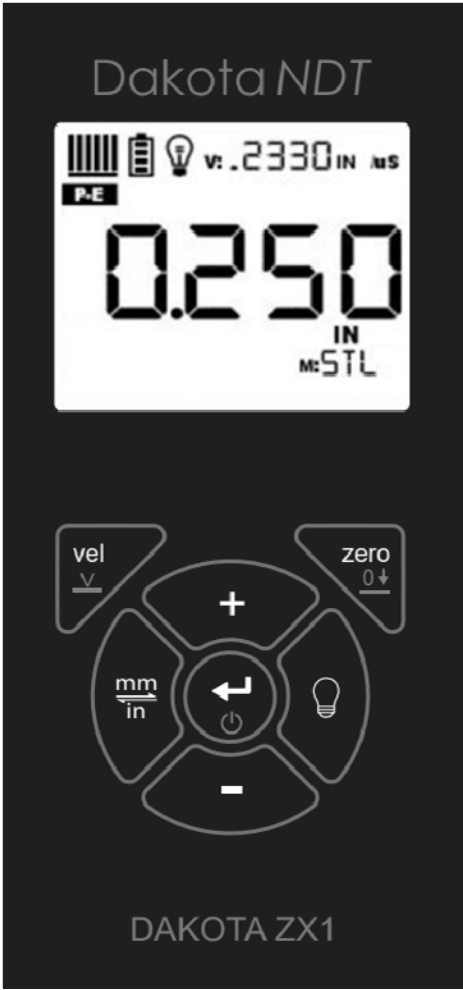 Dakota NDT
V: .2330 IN /uS
P-E
0.250
IN
M:STL
vel
V
zero
0↓
+
mm
in
-
DAKOTA ZX1